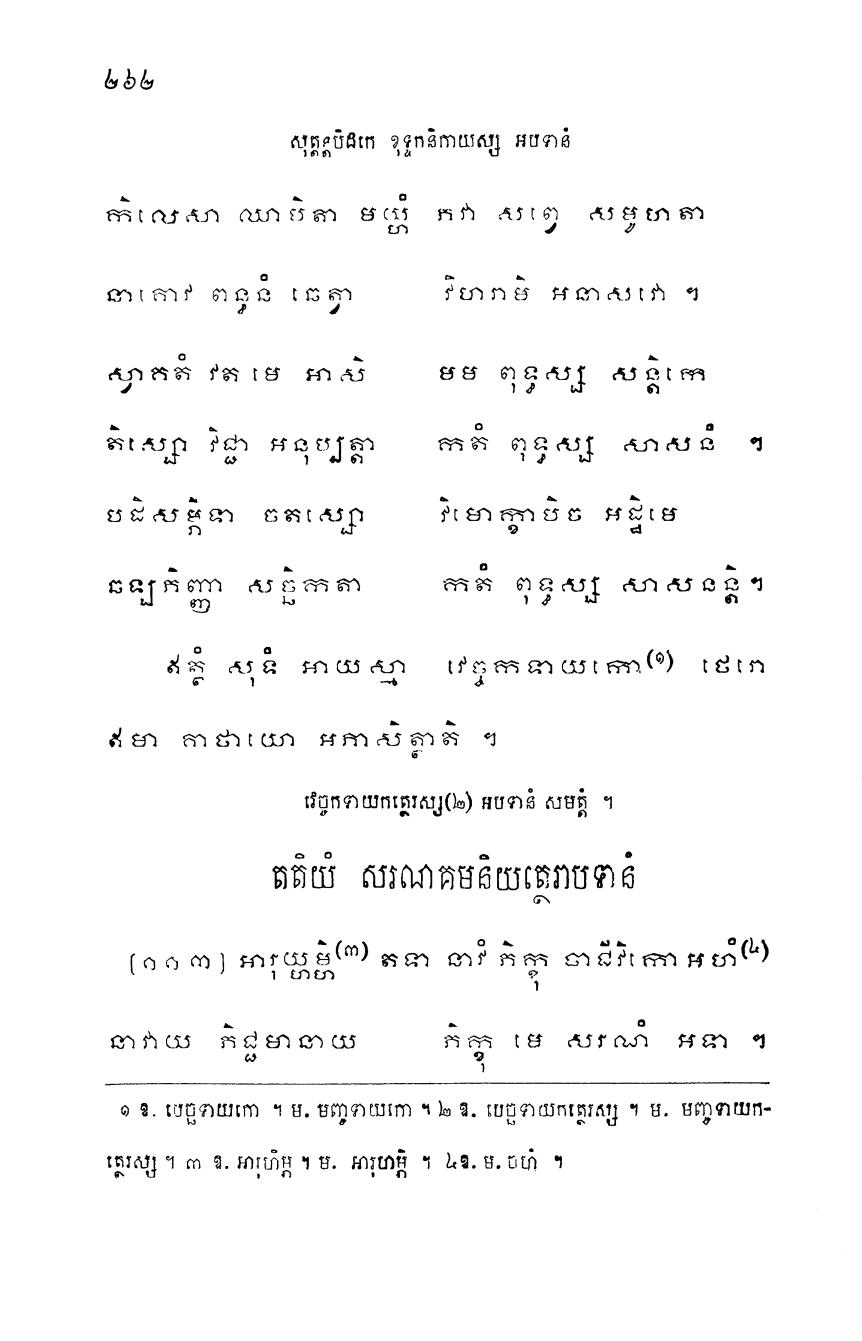 ២៦២
សុត្តន្តបិដកេ ខុទ្ទកនិកាយស្ស អបទានំ
កិលេសា ឈាបិតា មយ្ហំ ភវា សព្វេ សមូហតា
នាគោវ ពន្ធនំ ឆេត្វា វិហរាមិ អនាសវោ ។
ស្វាគតំ វត មេ អាសិ មម ពុទ្ធស្ស សន្តិកេ
តិស្សោ វិជ្ជា អនុប្បត្តា កតំ ពុទ្ធស្ស សាសនំ ។
បដិសម្ភិទា ចតស្សោ វិមោក្ខាបិច អដ្ឋិមេ
ឆឡភិញ្ញា សច្ឆិកតា កតំ ពុទ្ធស្ស សាសនន្តិ។
ឥត្ថំ សុទំ អាយស្មា វេច្ចកទាយកោ(១) ថេរោ
ឥមា គាថាយោ អភាសិត្ថាតិ ។
វេច្ចកទាយកត្ថេរស្ស(២) អបទានំ សមត្តំ ។
តតិយំ សរណគមនិយត្ថេរាបទានំ
[១១៣] អារុយ្ហម្ហិ(៣) តទា នាវំ ភិក្ខុ ចាជីវិកោអហំ(៤)
នាវាយ ភិជ្ជមានាយ ភិក្ខុ មេ សរណំ អទា ។
១ ឱ. បេច្ឆទាយកោ ។ ម. មញ្ចទាយកោ ។ ២ ឱ. បេច្ឆទាយកត្ថេរស្ស ។ ម. មញ្ចទាយក-
ត្ថេរស្ស ។ ៣ ឱ. អារុហិម្ហ ។ ម. អារុហម្ហិ ។ ៤ឱ. ម. ចហំ ។